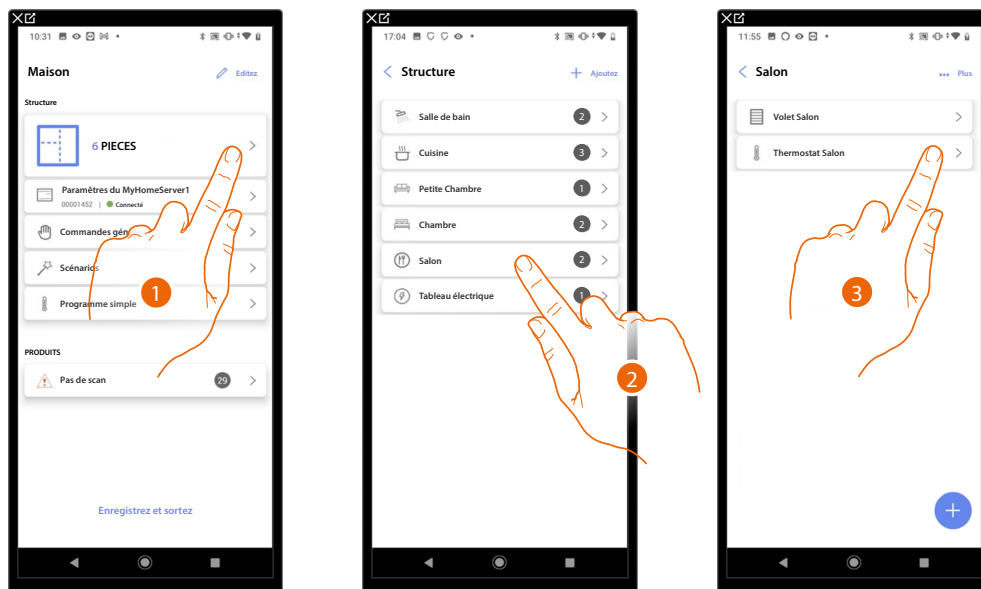 10:31
Maison
Editez
Structure
6 PIECES
Paramètres du MyHomeServer1
00001452 | Connecté
Commandes gén
Scénarios
1
Programme simple
PRODUITS
Pas de scan
29
Enregistrez et sortez
17:04
Structure
Ajoutez
Salle de bain
2
Cuisine
3
Petite Chambre
1
Chambre
2
Salon
2
Tableau électrique
1
2
11:55
Salon
Plus
Volet Salon
Thermostat Salon
3